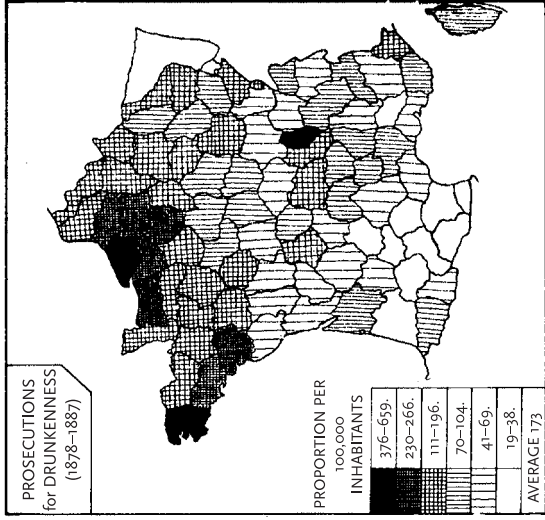 PROSECUTIONS
for DRUNKENNESS
(1878–1887)
PROPORTION PER
100,000
INHABITANTS
376–659.
230–266.
111–196.
70–104.
41–69.
19–38.
AVERAGE 173